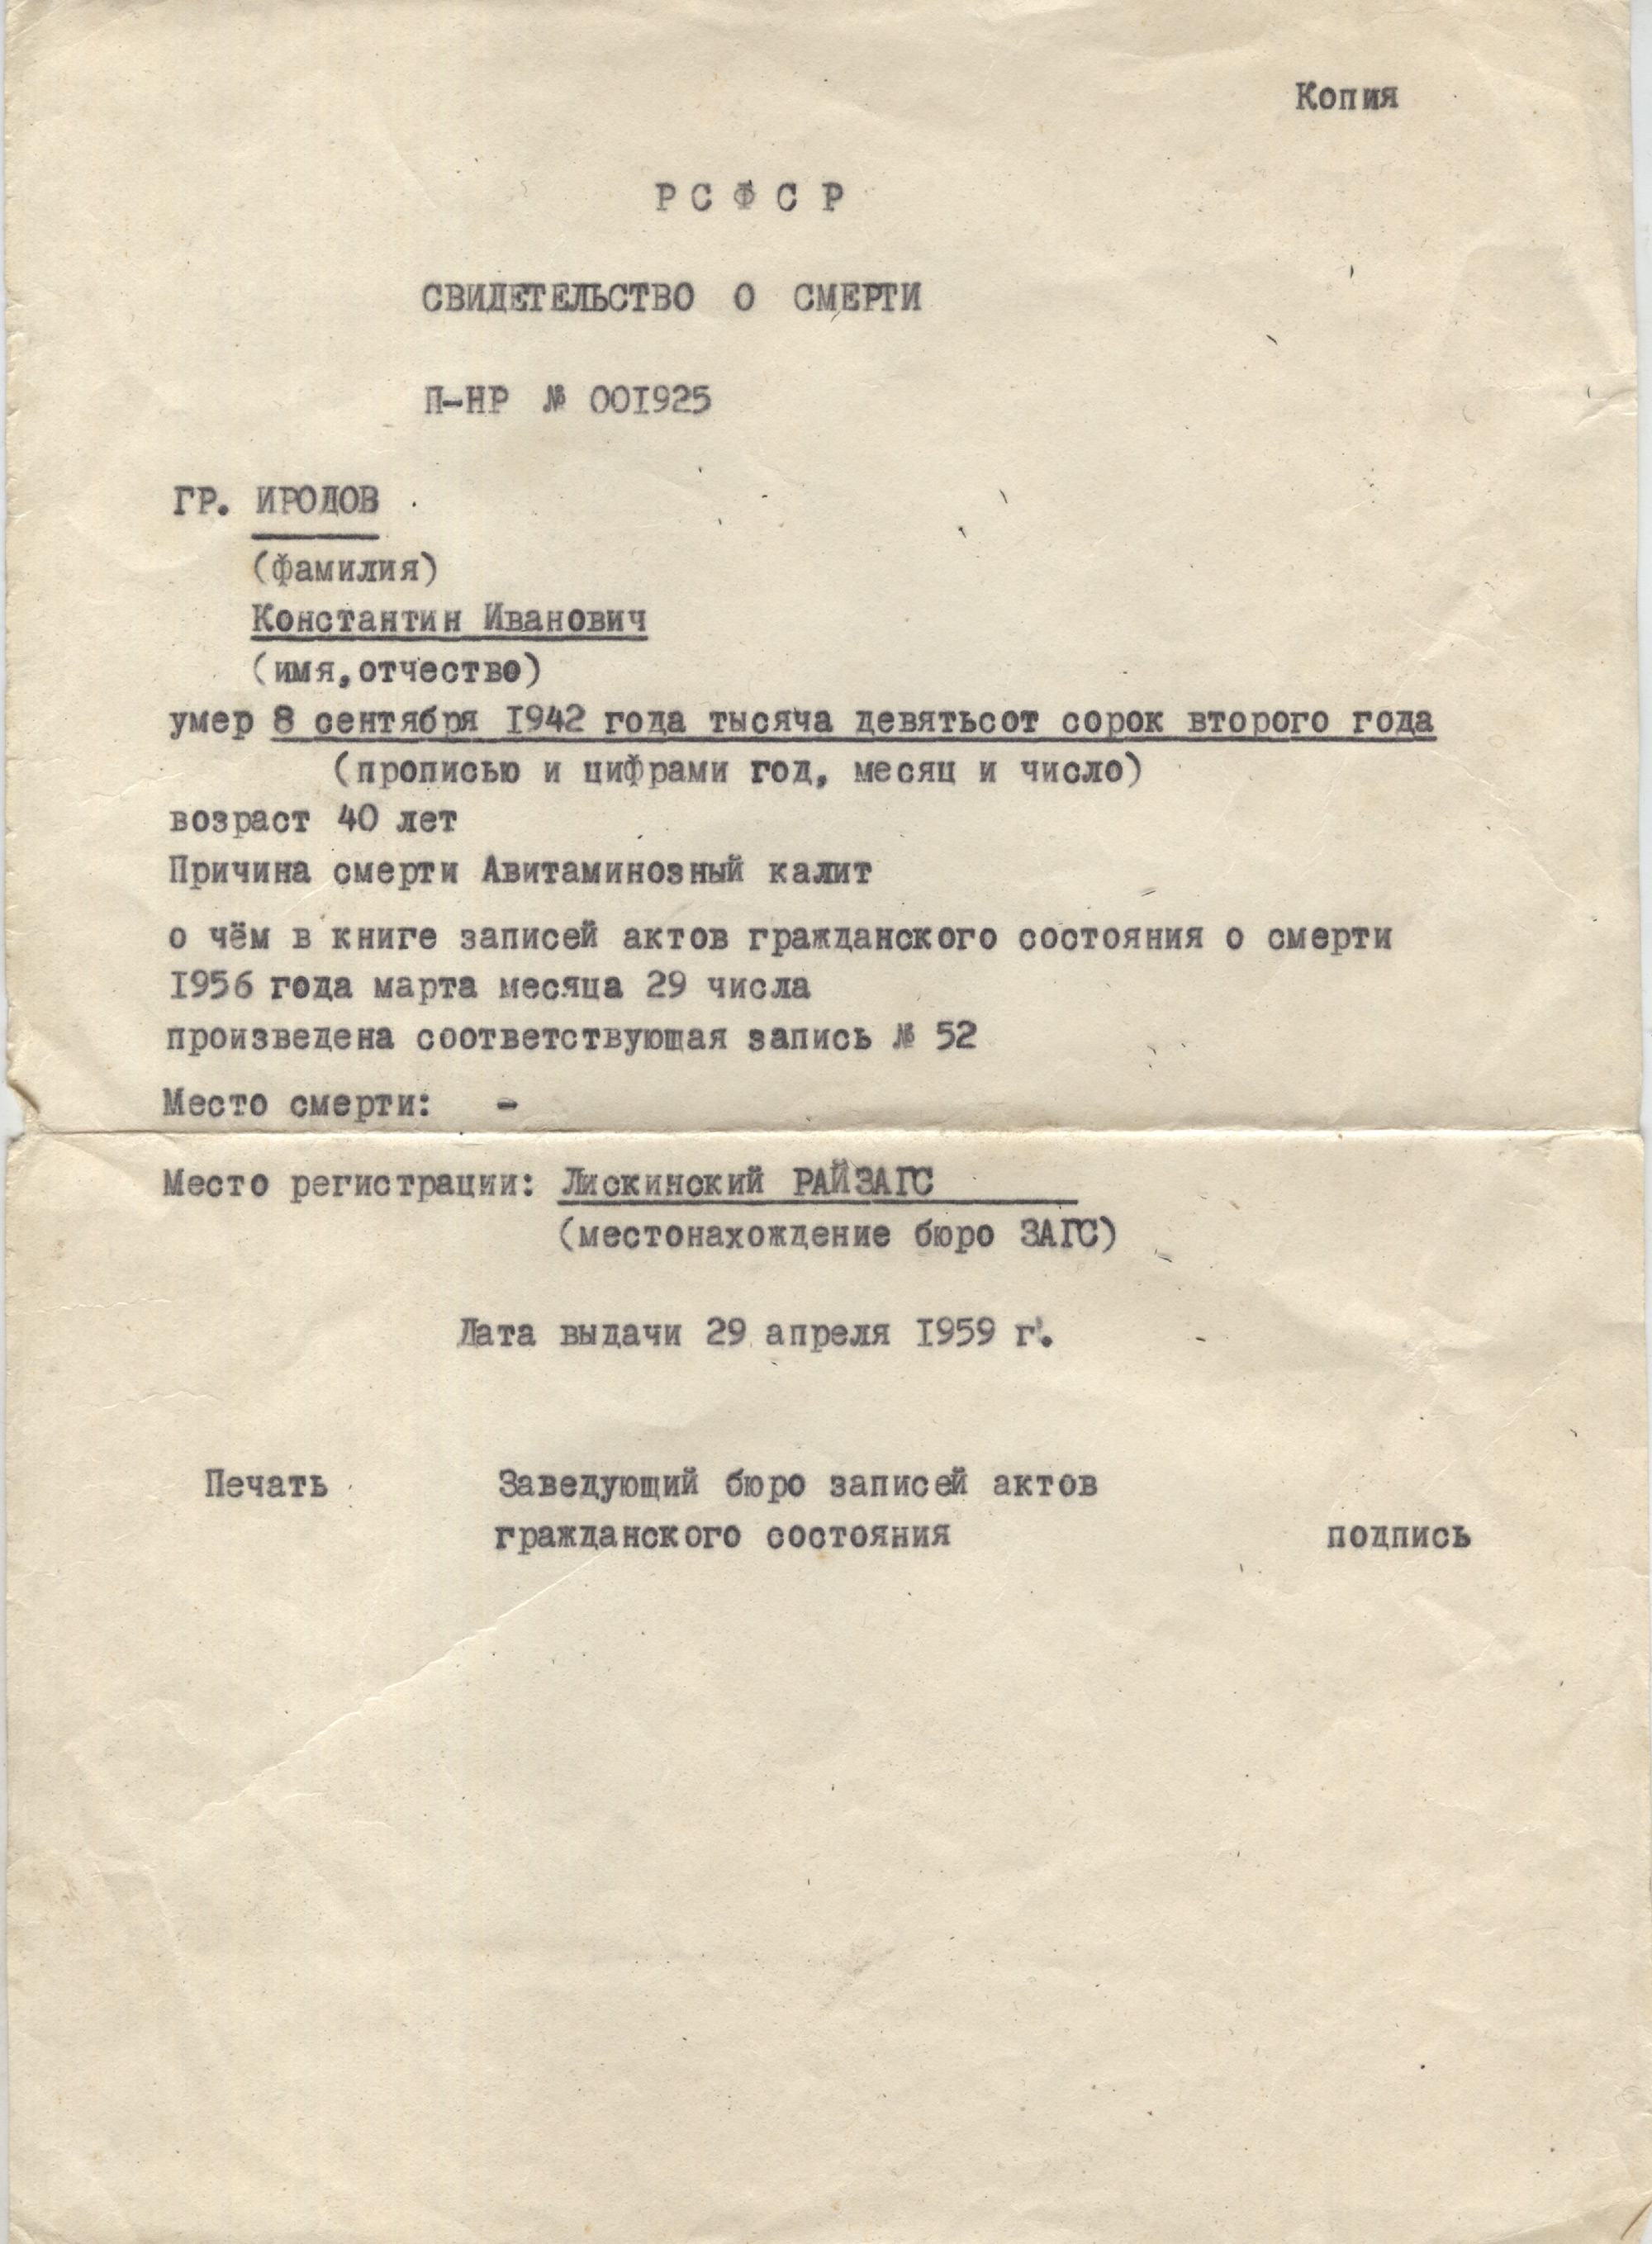 Копия
РСФСР
СВИДЕТЕЛЬСТВО О СМЕРТИ
П-НР № 001925
ГР. ИРОДОВ
(фамилия)
Константин Иванович
(имя, отчество)
умер 8 сентября 1942 года тысяча девятьсот сорок второго года
(прописью и цифрами год, месяц и число)
возраст 40 лет
Причина смерти Авитаминозный калит
о чём в книге записей актов гражданского состояния о смерти
1956 года марта месяца 29 числа
произведена соответствующая запись № 52
Место смерти: -
Место регистрации: Лискинский РАЙЗАГС
(местонахождение бюро ЗАГС)
Дата выдачи 29 апреля 1959 г.
Печать Заведующий бюро записей актов
гражданского состояния подпись